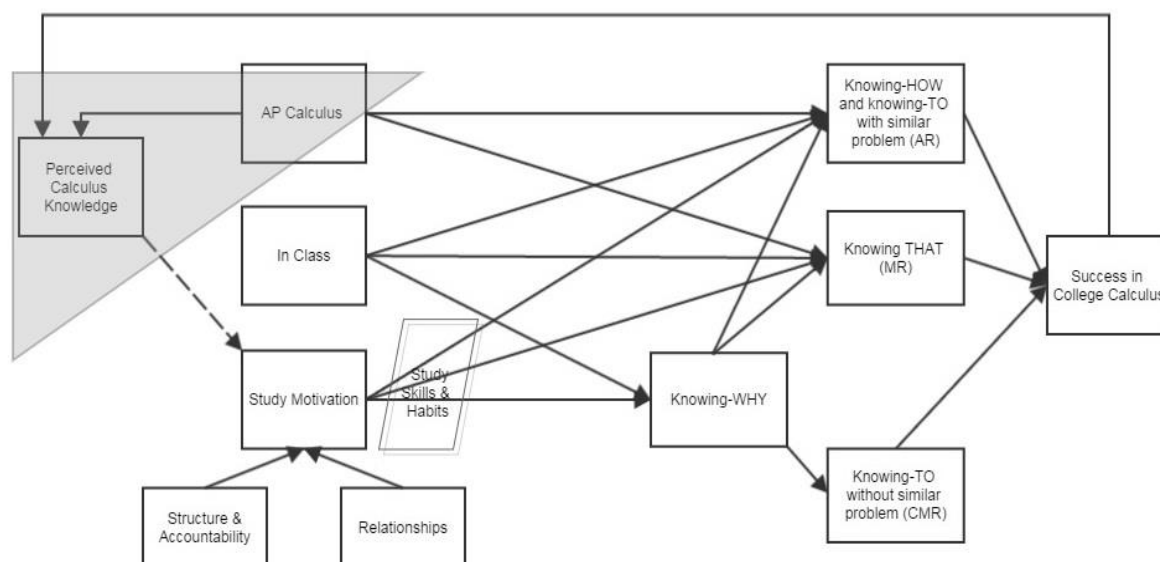 AP Calculus
Knowing-HOW
and knowing-TO
with similar
problem (AR)
Perceived
Calculus
Knowledge
In Class
Knowing THAT
(MR)
Success in
College Calculus
Study Motivation
Study
Skills &
Habits
Knowing-WHY
Knowing-TO
without similar
problem (CMR)
Structure &
Accountability
Relationships